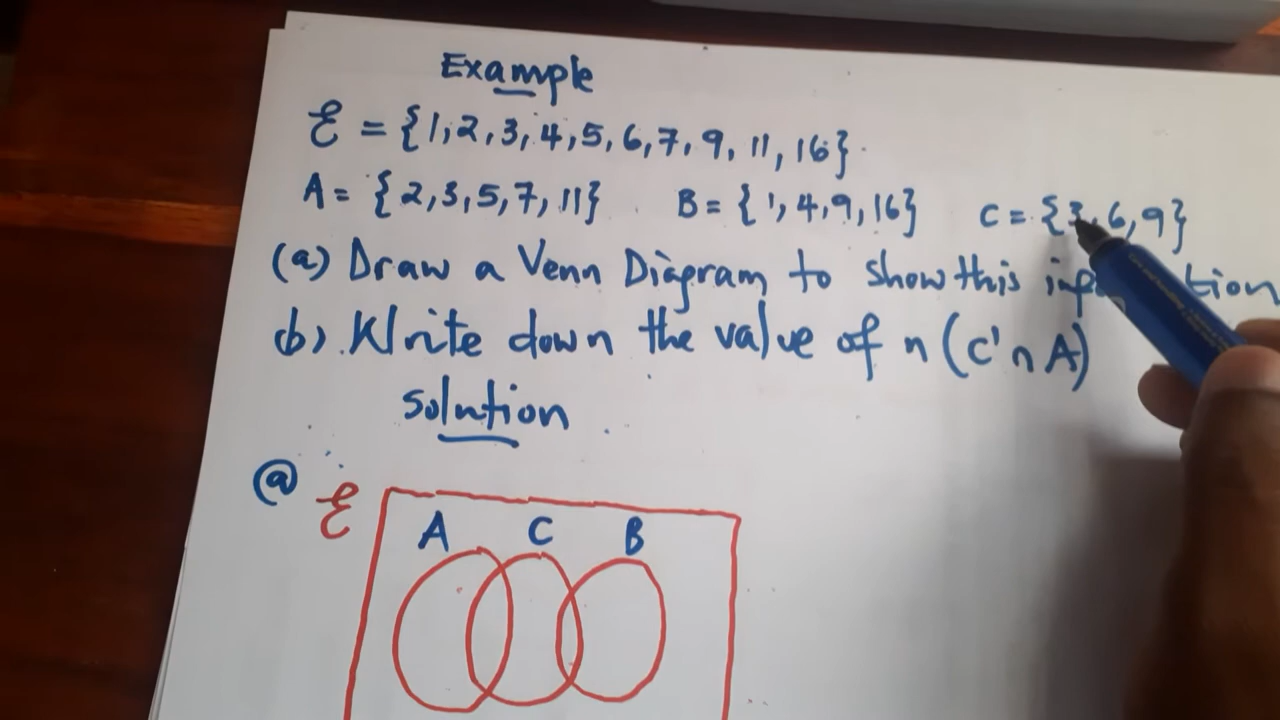 Example
ℰ = {1, 2, 3, 4, 5, 6, 7, 9, 11, 16}.
A = {2, 3, 5, 7, 11} B = {1, 4, 9, 16} C = {3, 6, 9}
(a) Draw a Venn Diagram to show this
b). Write down the value of n(C'∩A)
solution
ⓐ ℰ
A C B